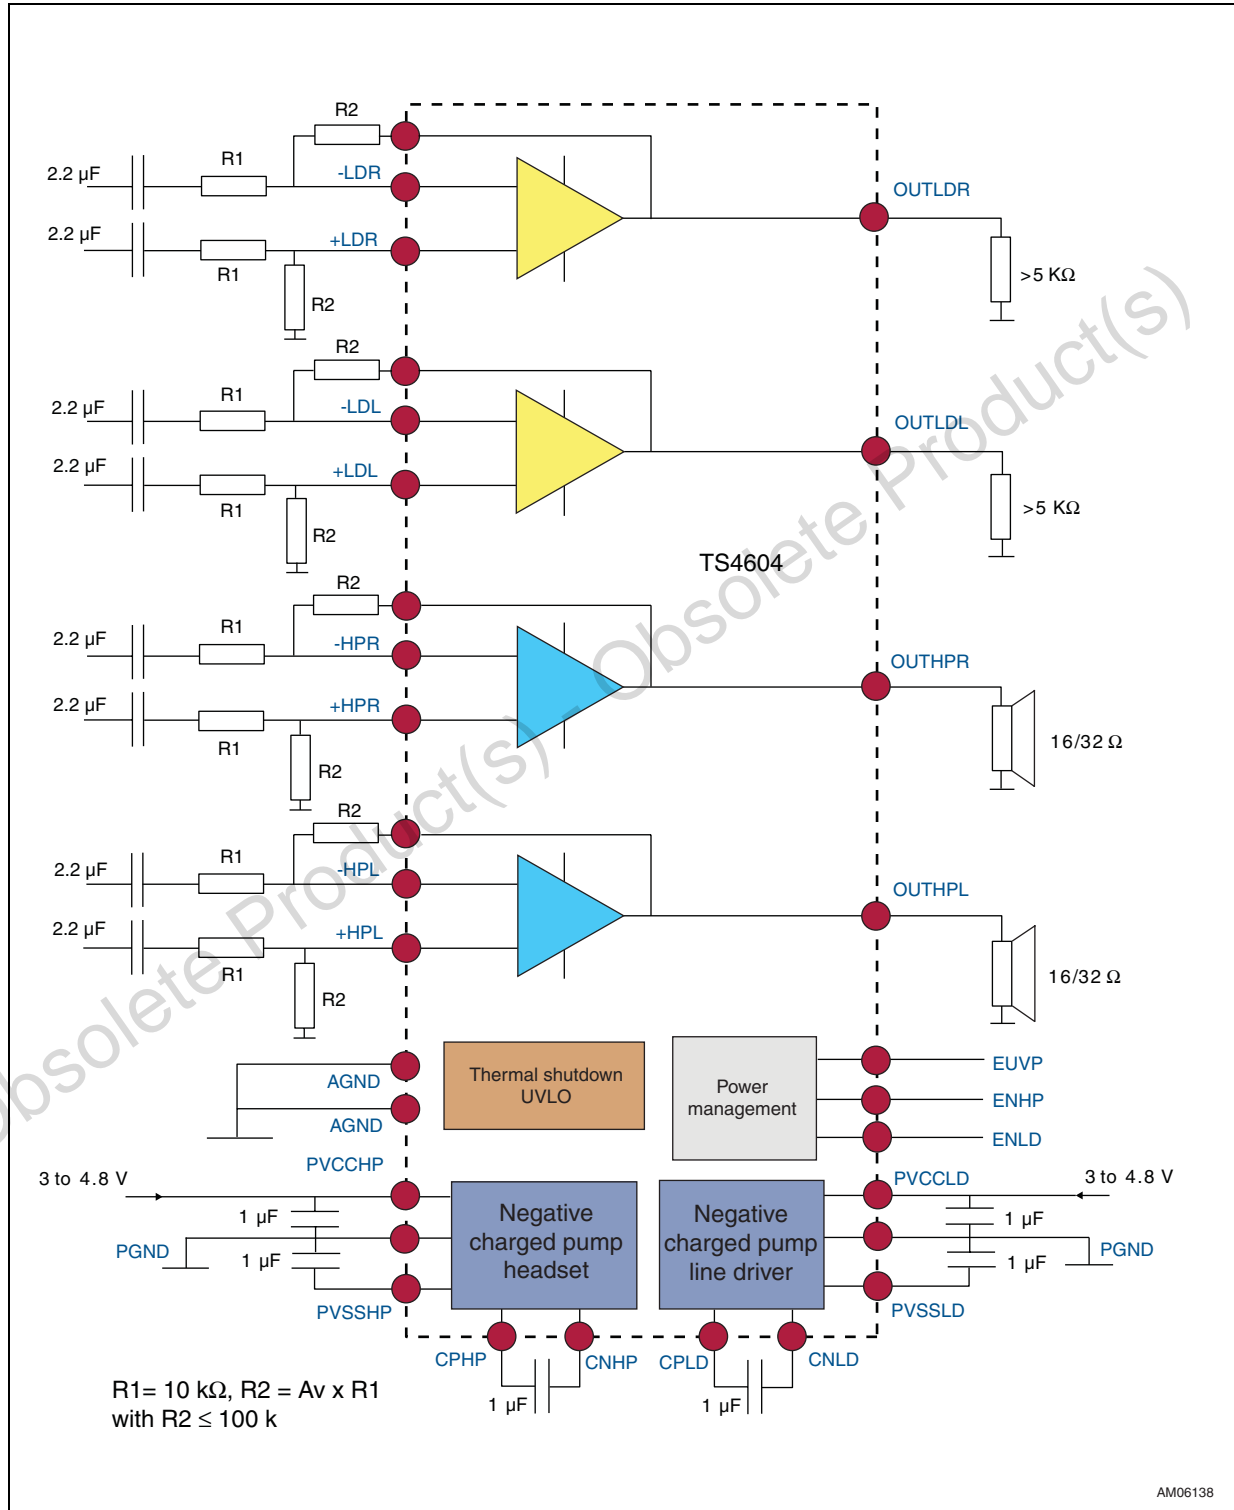 R2
2.2 µF
R1
-LDR
OUTLDR
2.2 µF
+LDR
R1
R2
>5 KΩ
R2
2.2 µF
R1
-LDL
OUTLDL
2.2 µF
+LDL
R1
R2
>5 KΩ
TS4604
R2
2.2 µF
R1
-HPR
OUTHPR
2.2 µF
+HPR
R1
R2
16/32 Ω
R2
2.2 µF
R1
-HPL
OUTHPL
2.2 µF
+HPL
R1
R2
16/32 Ω
AGND
AGND
Thermal shutdown
UVLO
Power
management
EUVP
ENHP
ENLD
PVCCHP
3 to 4.8 V
1 µF
PGND
1 µF
PVSSHP
Negative
charged pump
headset
Negative
charged pump
line driver
PVCCLD
3 to 4.8 V
1 µF
PGND
1 µF
PVSSLD
CPHP
CNHP
CPLD
CNLD
1 µF
1 µF
R1= 10 kΩ, R2 = Av x R1
with R2 ≤ 100 k
AM06138
Obsolete Product(s) - Obsolete Product(s)